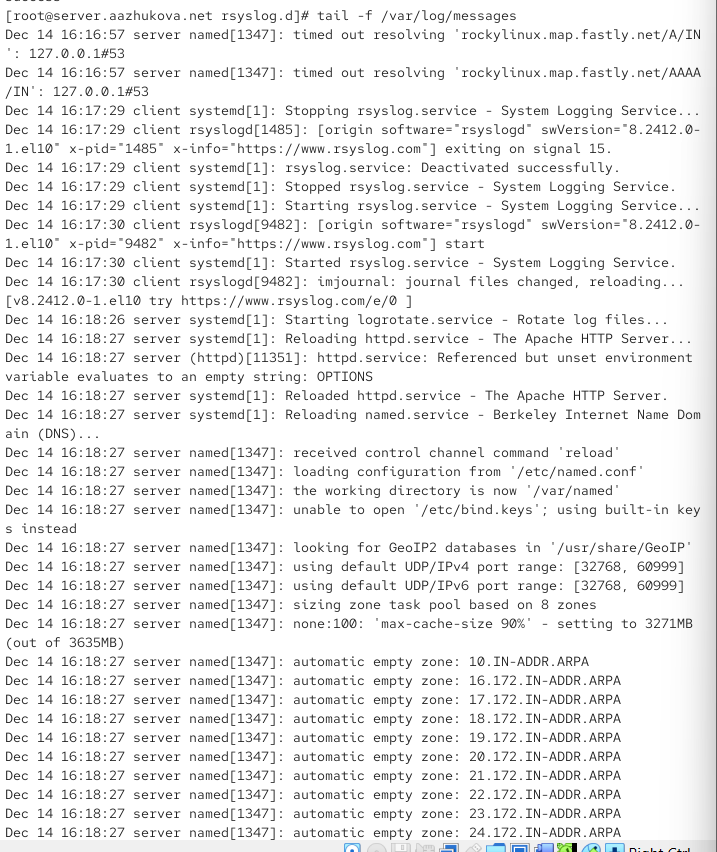 [root@server.aazhukova.net rsyslog.d]# tail -f /var/log/messages
Dec 14 16:16:57 server named[1347]: timed out resolving 'rockylinux.map.fastly.net/A/IN
': 127.0.0.1#53
Dec 14 16:16:57 server named[1347]: timed out resolving 'rockylinux.map.fastly.net/AAAA
/IN': 127.0.0.1#53
Dec 14 16:17:29 client systemd[1]: Stopping rsyslog.service - System Logging Service...
Dec 14 16:17:29 client rsyslogd[1485]: [origin software="rsyslogd" swVersion="8.2412.0-
1.el10" x-pid="1485" x-info="https://www.rsyslog.com"] exiting on signal 15.
Dec 14 16:17:29 client systemd[1]: rsyslog.service: Deactivated successfully.
Dec 14 16:17:29 client systemd[1]: Stopped rsyslog.service - System Logging Service.
Dec 14 16:17:29 client systemd[1]: Starting rsyslog.service - System Logging Service...
Dec 14 16:17:30 client rsyslogd[9482]: [origin software="rsyslogd" swVersion="8.2412.0-
1.el10" x-pid="9482" x-info="https://www.rsyslog.com"] start
Dec 14 16:17:30 client systemd[1]: Started rsyslog.service - System Logging Service.
Dec 14 16:17:30 client rsyslogd[9482]: imjournal: journal files changed, reloading...
[v8.2412.0-1.el10 try https://www.rsyslog.com/e/0 ]
Dec 14 16:18:26 server systemd[1]: Starting logrotate.service - Rotate log files...
Dec 14 16:18:27 server systemd[1]: Reloading httpd.service - The Apache HTTP Server...
Dec 14 16:18:27 server (httpd)[11351]: httpd.service: Referenced but unset environment
variable evaluates to an empty string: OPTIONS
Dec 14 16:18:27 server systemd[1]: Reloaded httpd.service - The Apache HTTP Server.
Dec 14 16:18:27 server systemd[1]: Reloading named.service - Berkeley Internet Name Dom
ain (DNS)...
Dec 14 16:18:27 server named[1347]: received control channel command 'reload'
Dec 14 16:18:27 server named[1347]: loading configuration from '/etc/named.conf'
Dec 14 16:18:27 server named[1347]: the working directory is now '/var/named'
Dec 14 16:18:27 server named[1347]: unable to open '/etc/bind.keys'; using built-in key
s instead
Dec 14 16:18:27 server named[1347]: looking for GeoIP2 databases in '/usr/share/GeoIP'
Dec 14 16:18:27 server named[1347]: using default UDP/IPv4 port range: [32768, 60999]
Dec 14 16:18:27 server named[1347]: using default UDP/IPv6 port range: [32768, 60999]
Dec 14 16:18:27 server named[1347]: sizing zone task pool based on 8 zones
Dec 14 16:18:27 server named[1347]: none:100: 'max-cache-size 90%' - setting to 3271MB
(out of 3635MB)
Dec 14 16:18:27 server named[1347]: automatic empty zone: 10.IN-ADDR.ARPA
Dec 14 16:18:27 server named[1347]: automatic empty zone: 16.172.IN-ADDR.ARPA
Dec 14 16:18:27 server named[1347]: automatic empty zone: 17.172.IN-ADDR.ARPA
Dec 14 16:18:27 server named[1347]: automatic empty zone: 18.172.IN-ADDR.ARPA
Dec 14 16:18:27 server named[1347]: automatic empty zone: 19.172.IN-ADDR.ARPA
Dec 14 16:18:27 server named[1347]: automatic empty zone: 20.172.IN-ADDR.ARPA
Dec 14 16:18:27 server named[1347]: automatic empty zone: 21.172.IN-ADDR.ARPA
Dec 14 16:18:27 server named[1347]: automatic empty zone: 22.172.IN-ADDR.ARPA
Dec 14 16:18:27 server named[1347]: automatic empty zone: 23.172.IN-ADDR.ARPA
Dec 14 16:18:27 server named[1347]: automatic empty zone: 24.172.IN-ADDR.ARPA
Right Ctrl